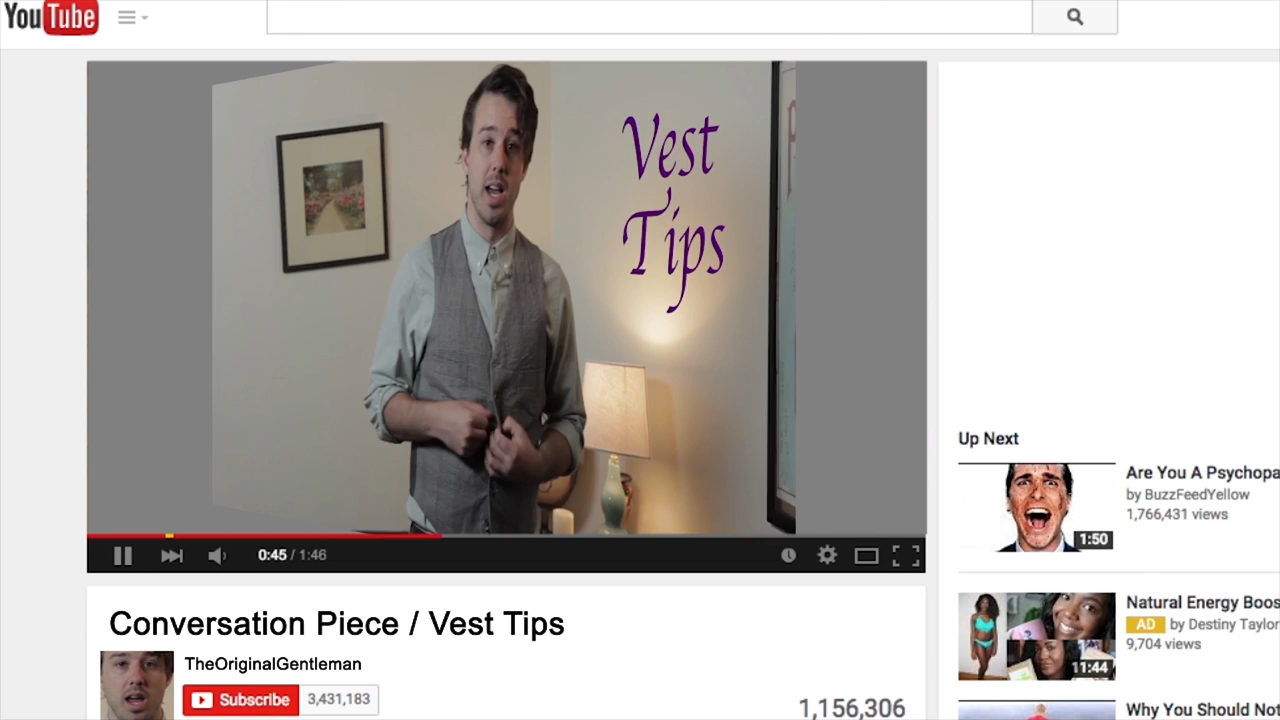 YouTube
Vest
Tips
0:45 / 1:46
Conversation Piece / Vest Tips
TheOriginalGentleman
Subscribe 3,431,183
1,156,306
Up Next
Are You A Psychopa
by BuzzFeedYellow
1,766,431 views
1:50
Natural Energy Boos
AD by Destiny Taylor
9,704 views
11:44
Why You Should Not